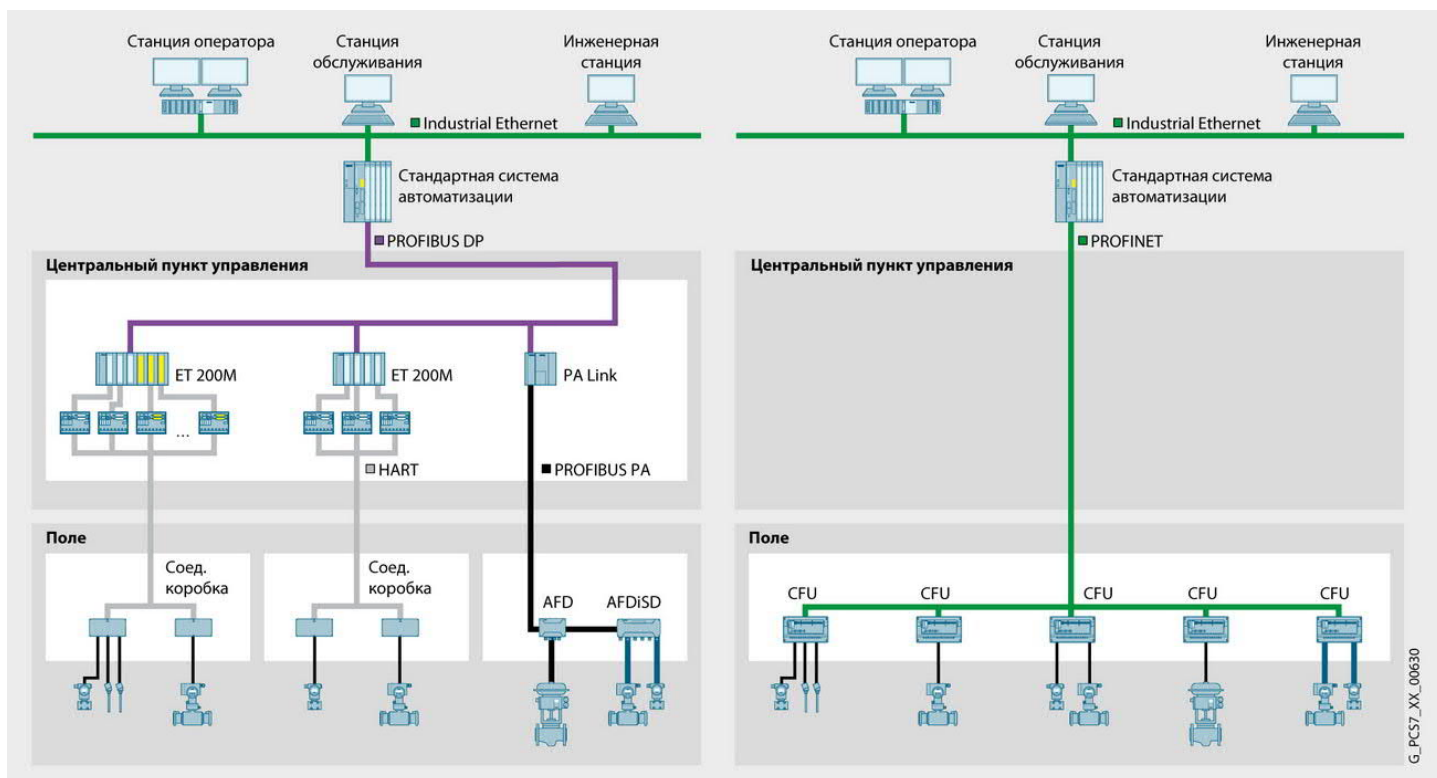 Станция оператора
Станция
обслуживания
Инженерная
станция
Industrial Ethernet
Стандартная система
автоматизации
PROFIBUS DP
Центральный пункт управления
ET 200M
ET 200M
PA Link
...
HART
PROFIBUS PA
Поле
Соед.
коробка
Соед.
коробка
AFD
AFDiSD
Станция оператора
Станция
обслуживания
Инженерная
станция
Industrial Ethernet
Стандартная система
автоматизации
PROFINET
Центральный пункт управления
Поле
CFU
CFU
CFU
CFU
CFU
G_PCS7_XX_00630